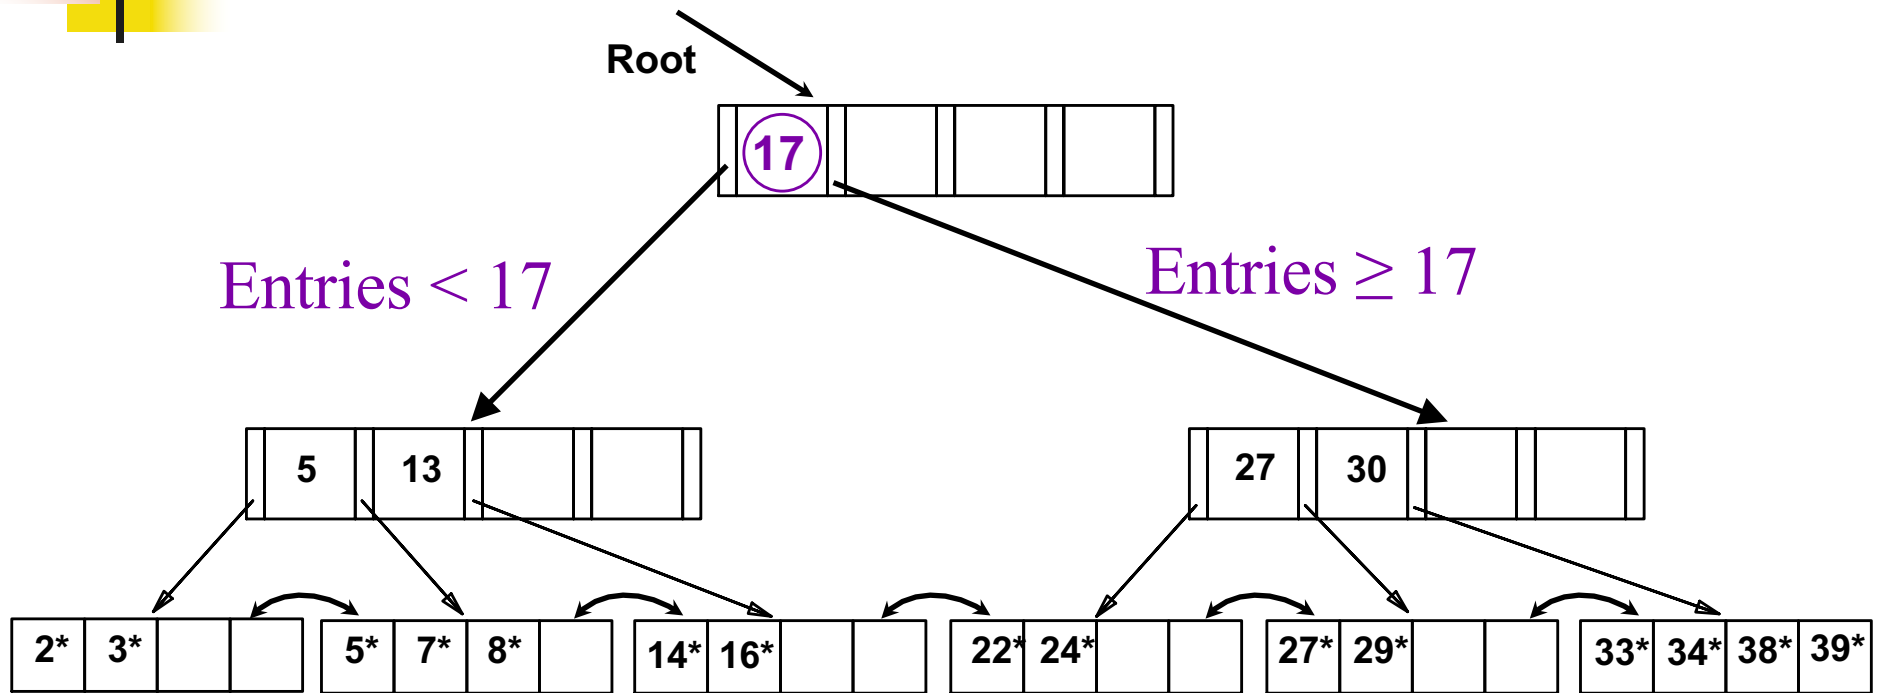 Root
17
Entries < 17
Entries ≥ 17
5 13
27 30
2* 3*
5* 7* 8*
14* 16*
22* 24*
27* 29*
33* 34* 38* 39*